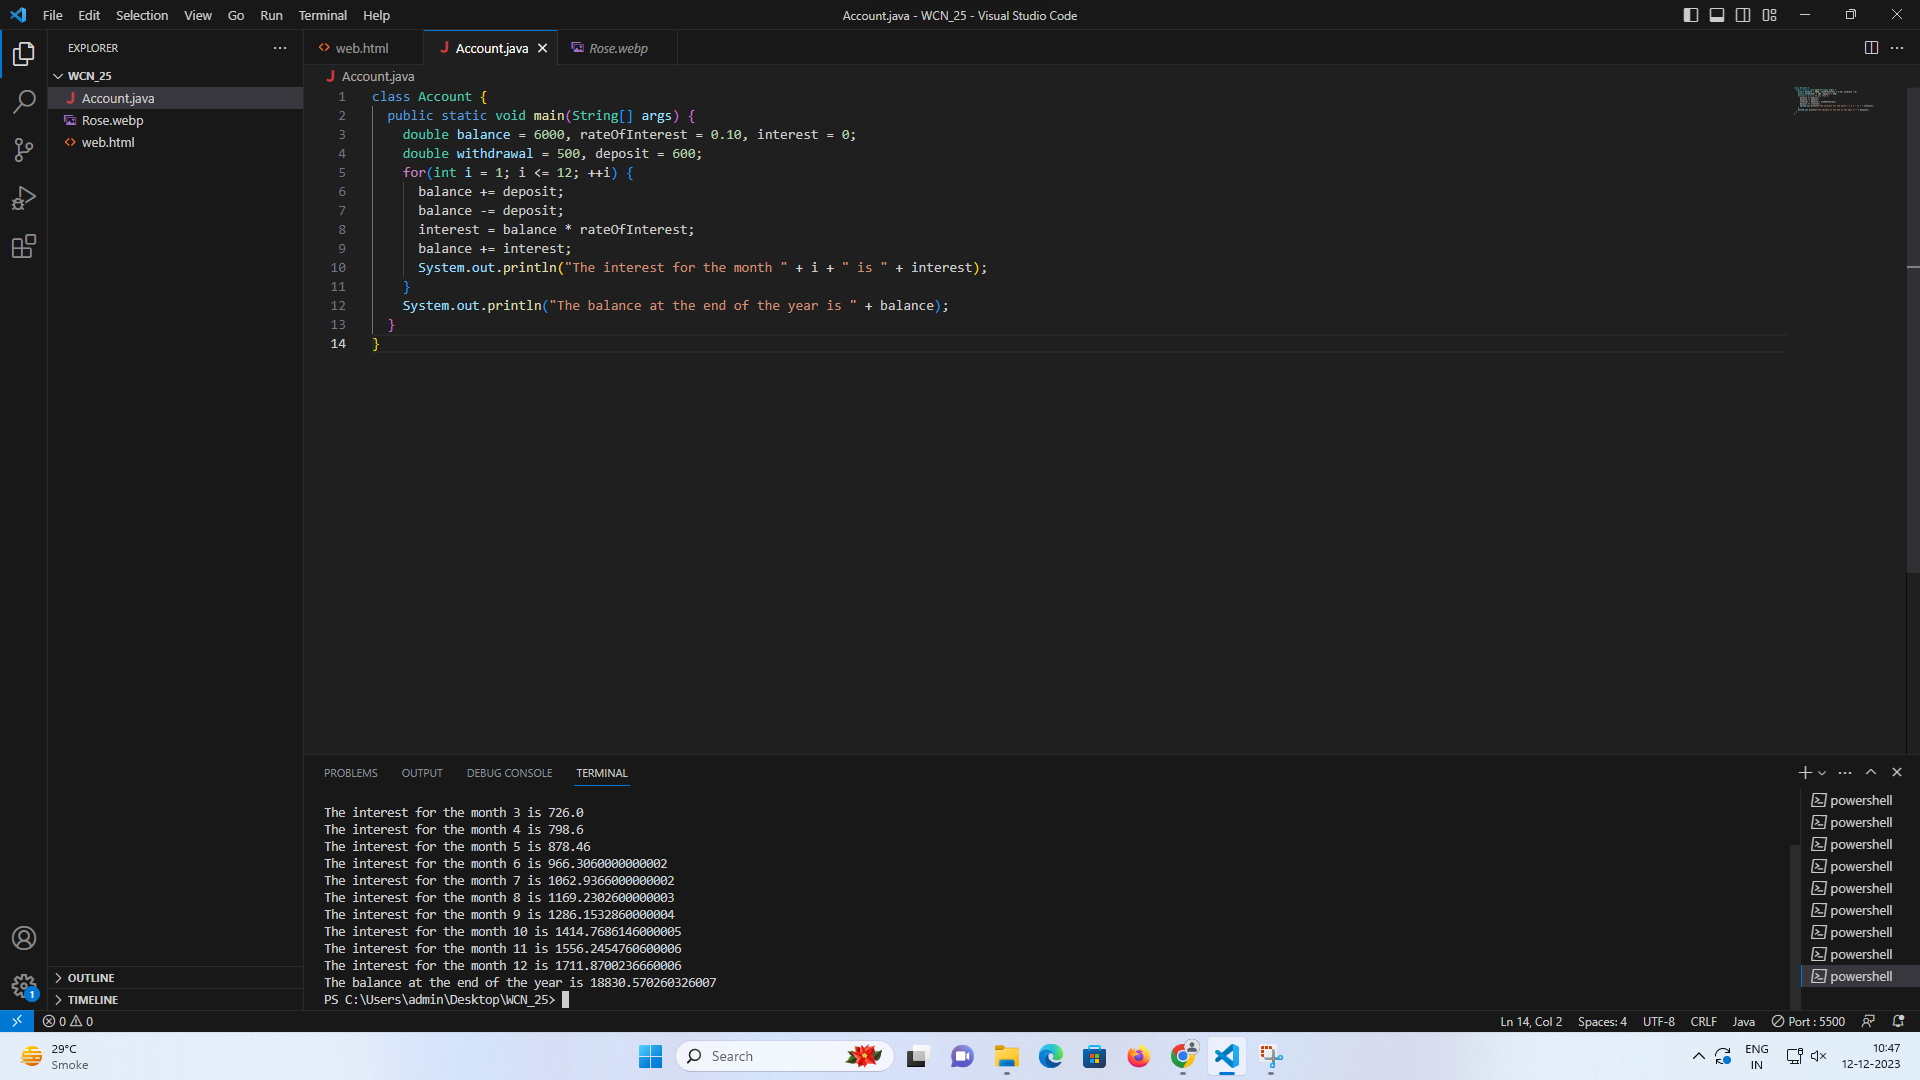 File Edit Selection View Go Run Terminal Help
Account.java - WCN_25 - Visual Studio Code
EXPLORER
WCN_25
Account.java
Rose.webp
web.html
OUTLINE
TIMELINE
web.html
Account.java
Rose.webp
Account.java
1 class Account {
2 public static void main(String[] args) {
3 double balance = 6000, rateOfInterest = 0.10, interest = 0;
4 double withdrawal = 500, deposit = 600;
5 for(int i = 1; i <= 12; ++i) {
6 balance += deposit;
7 balance -= deposit;
8 interest = balance * rateOfInterest;
9 balance += interest;
10 System.out.println("The interest for the month " + i + " is " + interest);
11 }
12 System.out.println("The balance at the end of the year is " + balance);
13 }
14 }
PROBLEMS OUTPUT DEBUG CONSOLE TERMINAL
The interest for the month 3 is 726.0
The interest for the month 4 is 798.6
The interest for the month 5 is 878.46
The interest for the month 6 is 966.3060000000002
The interest for the month 7 is 1062.9366000000002
The interest for the month 8 is 1169.2302600000003
The interest for the month 9 is 1286.1532860000004
The interest for the month 10 is 1414.7686146000005
The interest for the month 11 is 1556.2454760600006
The interest for the month 12 is 1711.8700236660006
The balance at the end of the year is 18830.570260326007
PS C:\Users\admin\Desktop\WCN_25>
powershell
powershell
powershell
powershell
powershell
powershell
powershell
powershell
powershell
1
0 0
Ln 14, Col 2 Spaces: 4 UTF-8 CRLF Java Port : 5500
29°C
Smoke
Search
ENG
IN
10:47
12-12-2023